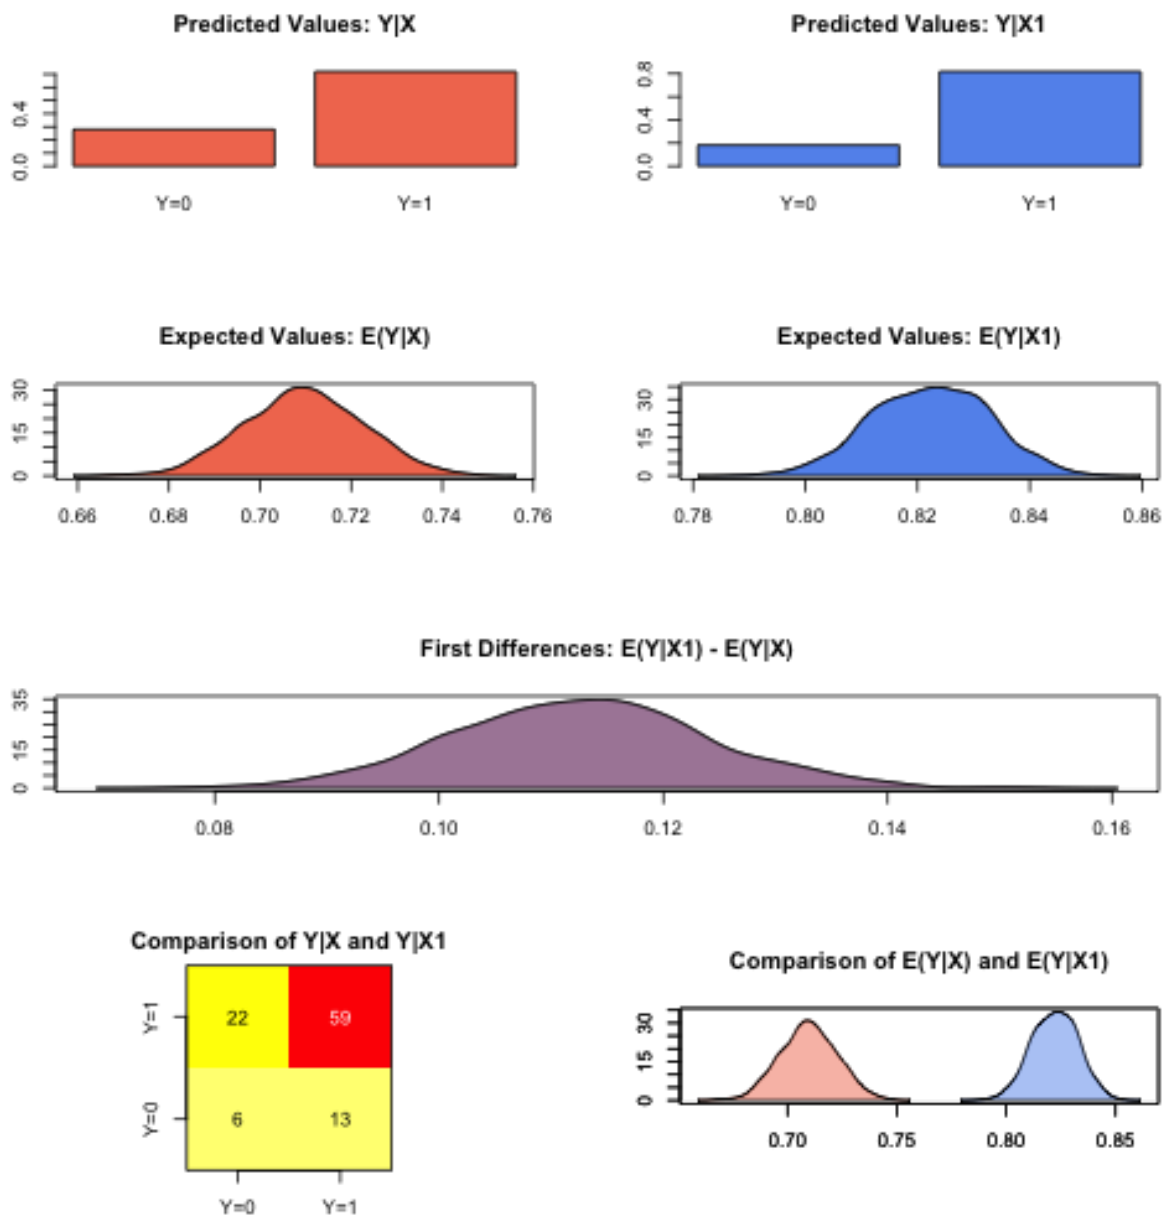 Predicted Values: Y|X
Predicted Values: Y|X1
0.0 0.4
Y=0 Y=1
0.0 0.4 0.8
Y=0 Y=1
Expected Values: E(Y|X)
Expected Values: E(Y|X1)
0 15 30
0.66 0.68 0.70 0.72 0.74 0.76
0 15 30
0.78 0.80 0.82 0.84 0.86
First Differences: E(Y|X1) - E(Y|X)
0 15 35
0.08 0.10 0.12 0.14 0.16
Comparison of Y|X and Y|X1
Y=1 22 59
Y=0 6 13
Y=0 Y=1
Comparison of E(Y|X) and E(Y|X1)
0 15 30
0.70 0.75 0.80 0.85